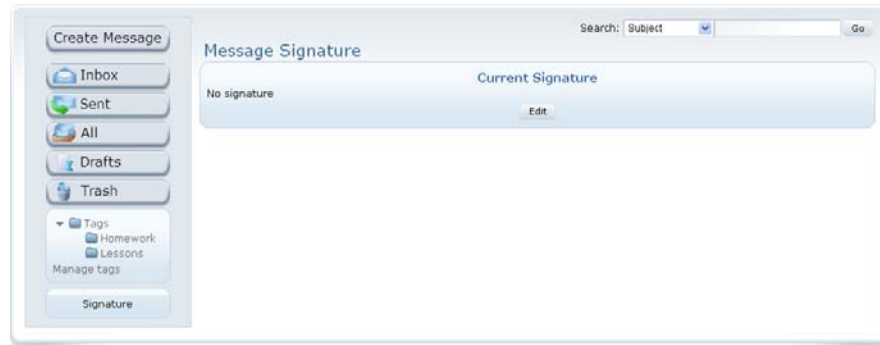 Create Message
Inbox
Sent
All
Drafts
Trash
Tags
Homework
Lessons
Manage tags
Signature
Search: Subject Go
Message Signature
Current Signature
No signature
Edit